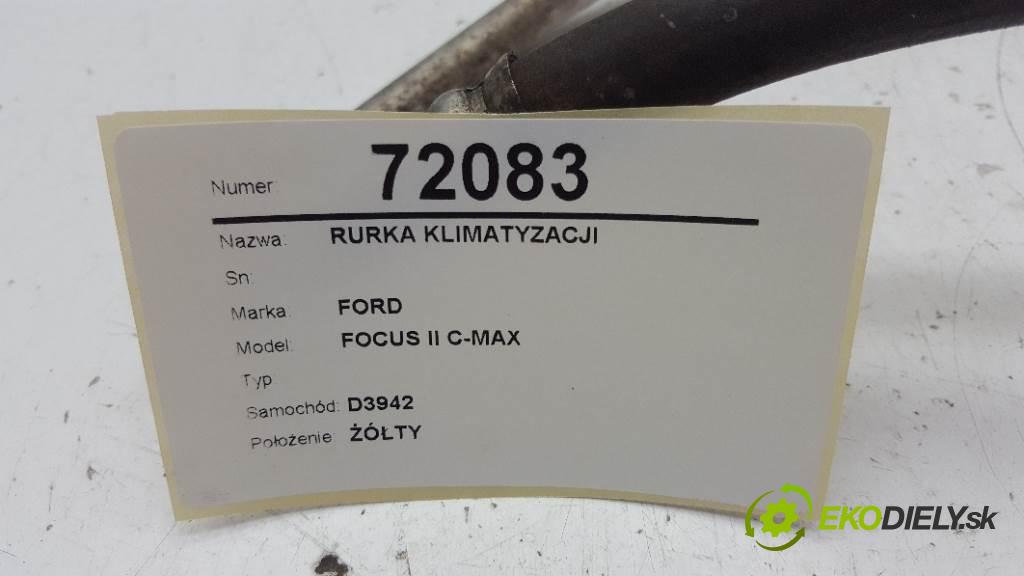 Numer: 72083
Nazwa: RURKA KLIMATYZACJI
Sn:
Marka: FORD
Model: FOCUS II C-MAX
Typ
Samochód: D3942
Położenie: ŻÓŁTY
EKODIELY.sk